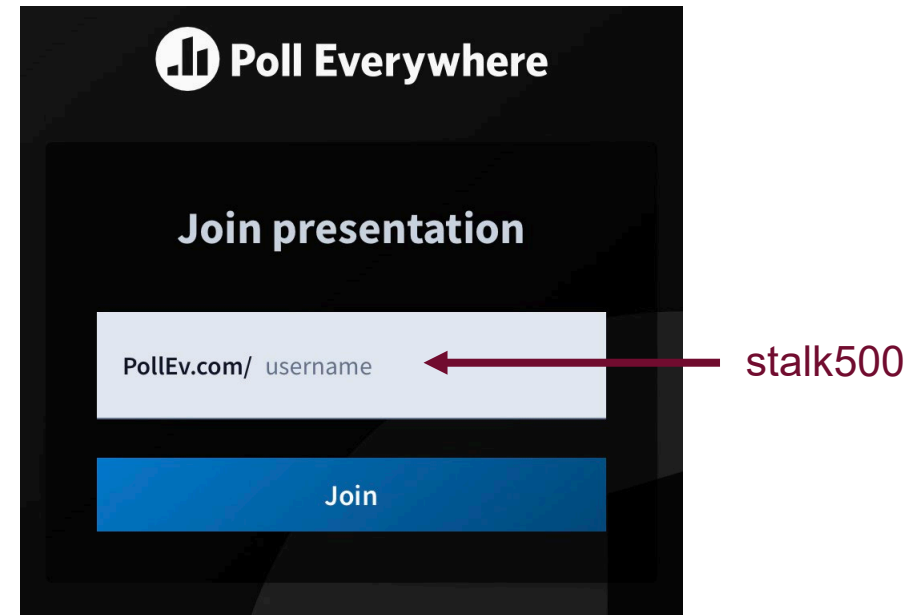 Poll Everywhere
Join presentation
PollEv.com/ username
stalk500
Join